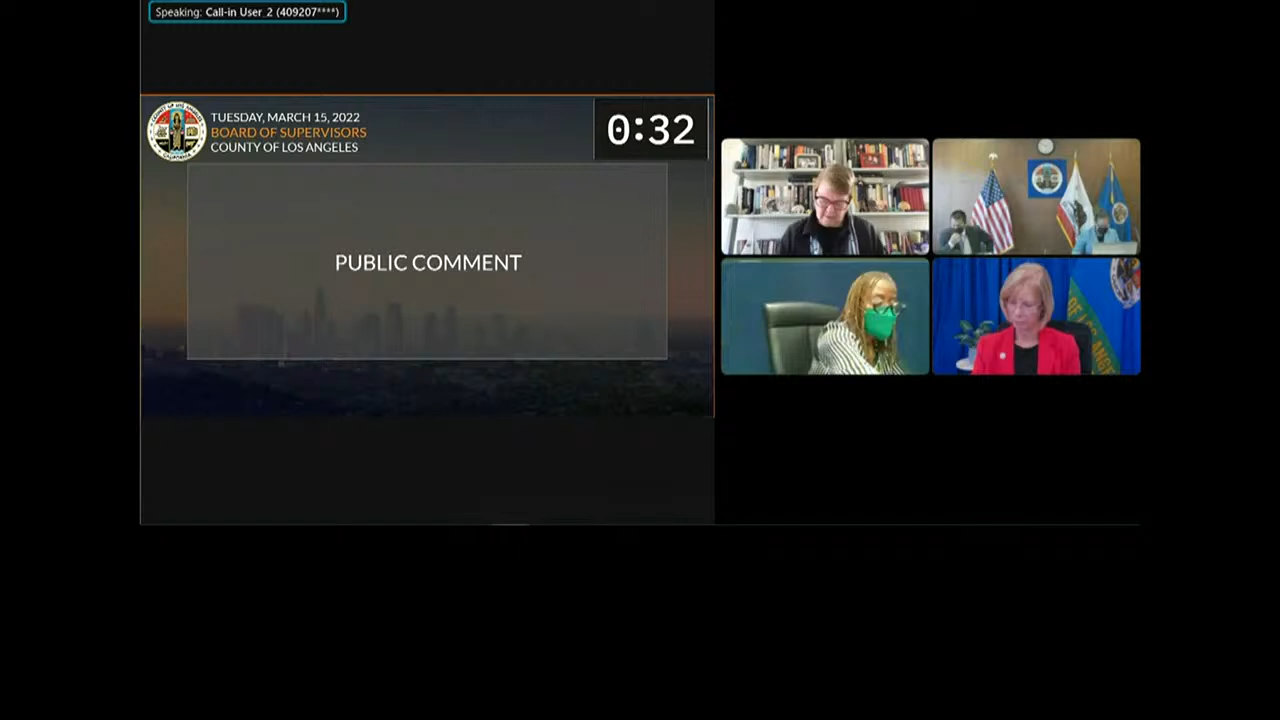 Speaking: Call-in User_2 (409207****)
TUESDAY, MARCH 15, 2022
BOARD OF SUPERVISORS
COUNTY OF LOS ANGELES
0:32
PUBLIC COMMENT